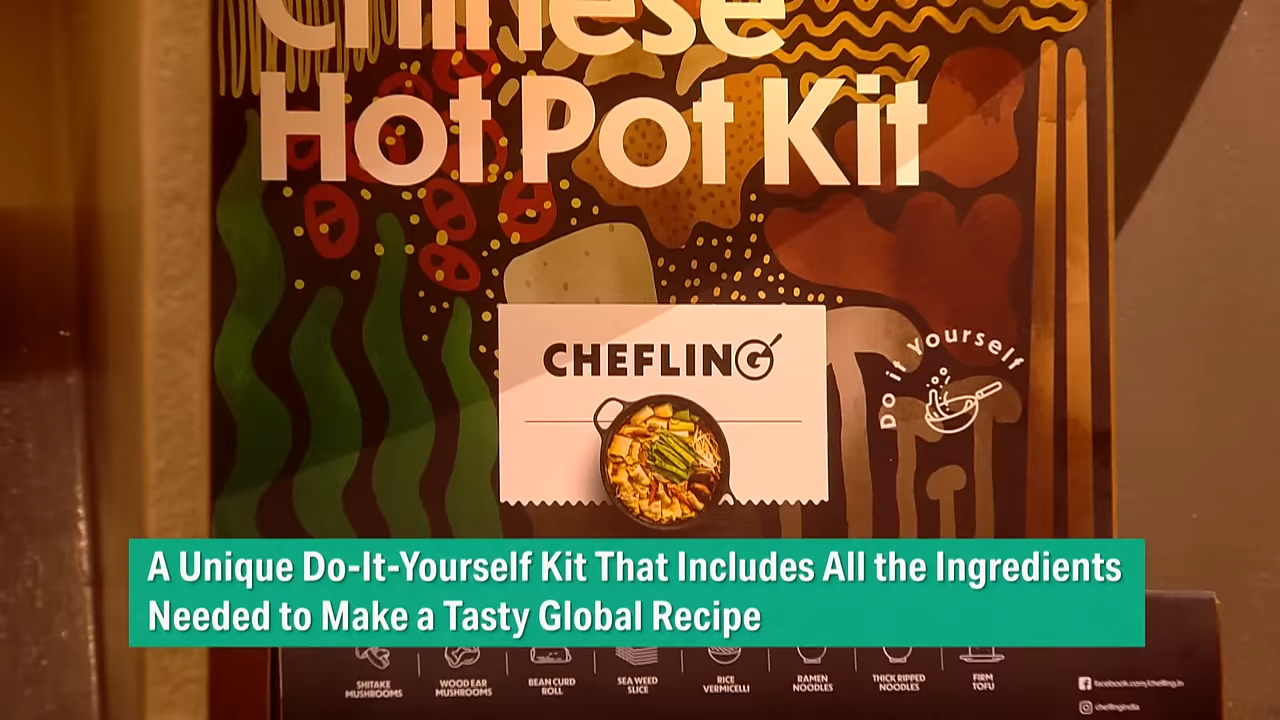 Chinese
Hot Pot Kit
CHEFLING
Do it Yourself
A Unique Do-It-Yourself Kit That Includes All the Ingredients
Needed to Make a Tasty Global Recipe
SHITAKE
MUSHROOMS
WOOD EAR
MUSHROOMS
BEAN CURD
ROLL
SEA WEED
SLICE
RICE
VERMICELLI
RAMEN
NOODLES
THICK RIPPED
NOODLES
FIRM
TOFU
facebook.com/chefling.in
cheflingindia